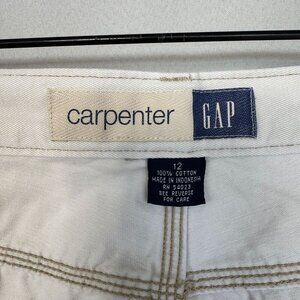 carpenter GAP
12
100% COTTON
MADE IN INDONESIA
RN 54023
SEE REVERSE
FOR CARE